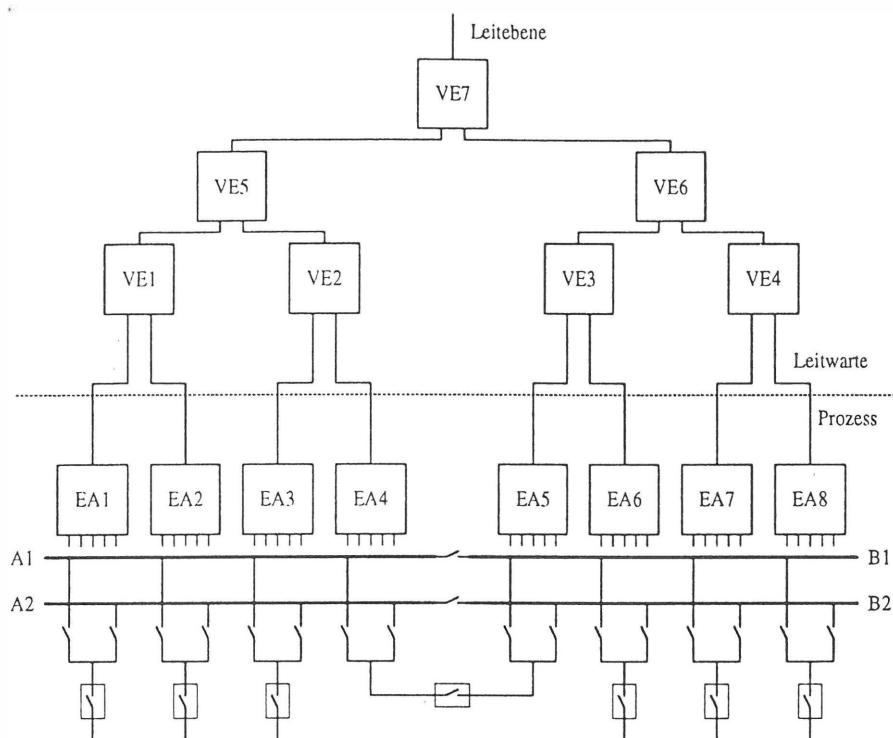 Leitebene
VE7
VE5 VE6
VE1 VE2 VE3 VE4
Leitwarte
Prozess
EA1 EA2 EA3 EA4 EA5 EA6 EA7 EA8
A1 B1
A2 B2